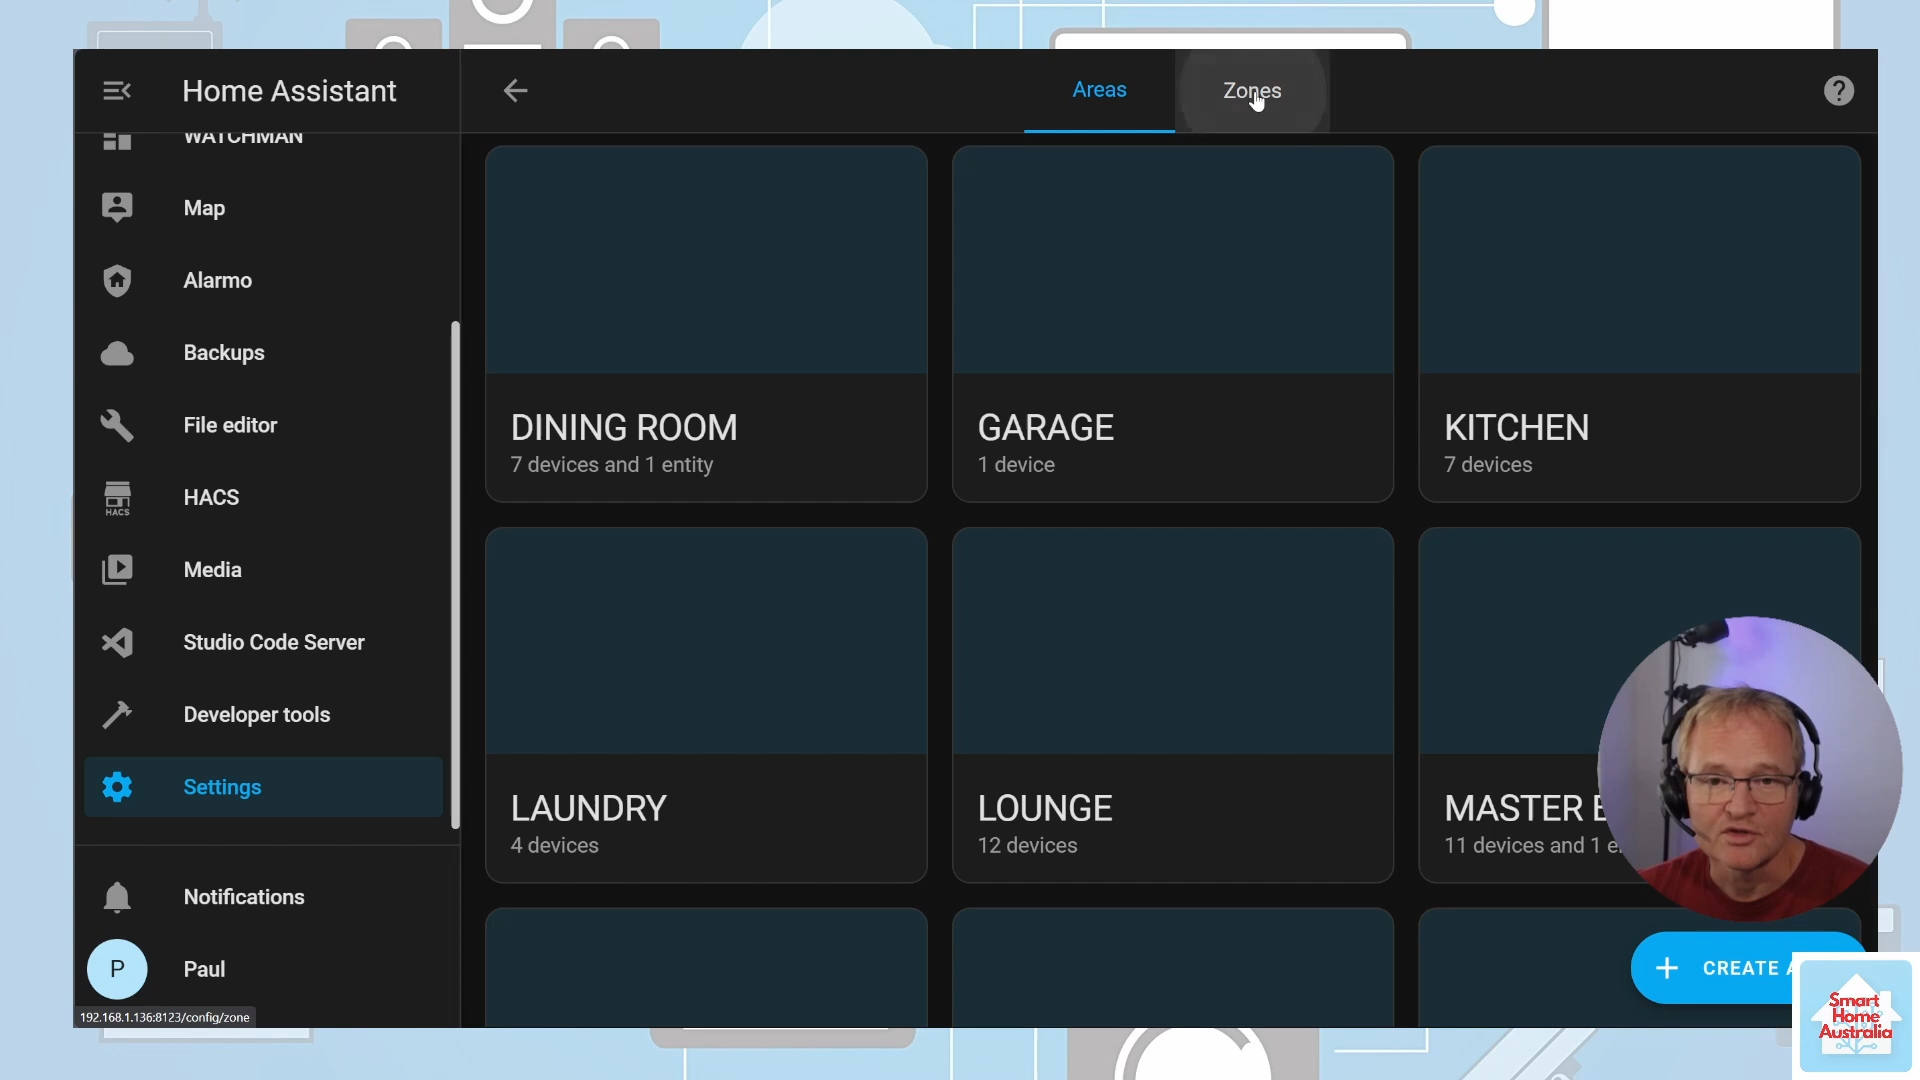 Home Assistant
Areas
Zones
WATCHMAN
Map
Alarmo
Backups
File editor
HACS
HACS
Media
Studio Code Server
Developer tools
Settings
Notifications
P
Paul
192.168.1.136:8123/config/zone
DINING ROOM
7 devices and 1 entity
GARAGE
1 device
KITCHEN
7 devices
LAUNDRY
4 devices
LOUNGE
12 devices
MASTER
11 devices and 1
CREATE
Smart
Home
Australia